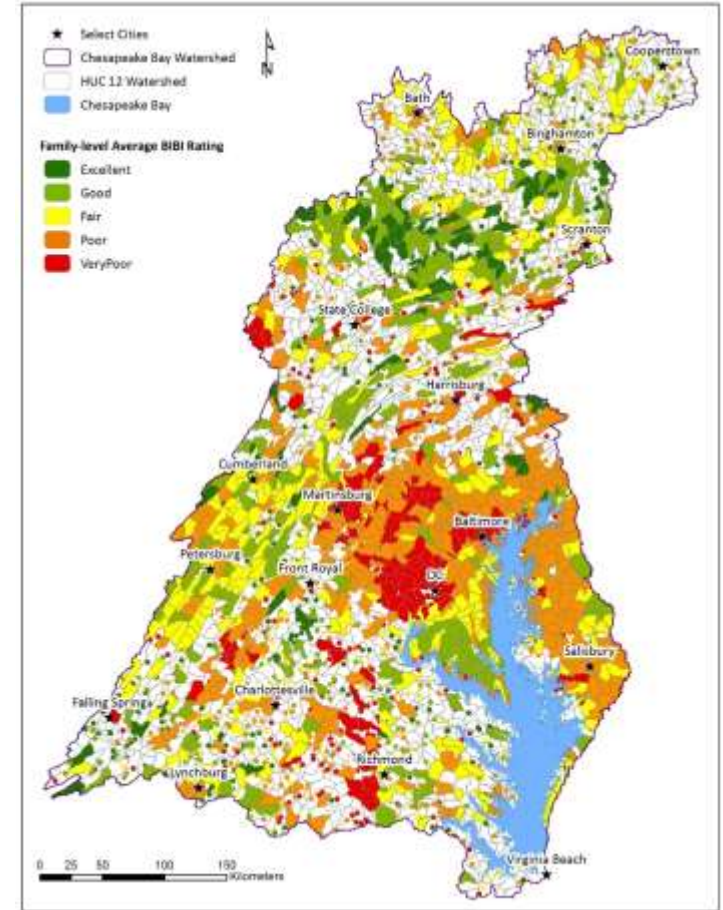 Select Cities
Chesapeake Bay Watershed
HUC 12 Watershed
Chesapeake Bay
N
Family-level Average BIBI Rating
Excellent
Good
Fair
Poor
VeryPoor
Cooperstown
Bath
Binghamton
Scranton
State College
Harrisburg
Cumberland
Martinsburg
Baltimore
Petersburg
Front Royal
DC
Salisbury
Falling Springs
Charlottesville
Lynchburg
Richmond
Virginia Beach
0 25 50 100 150
Kilometers